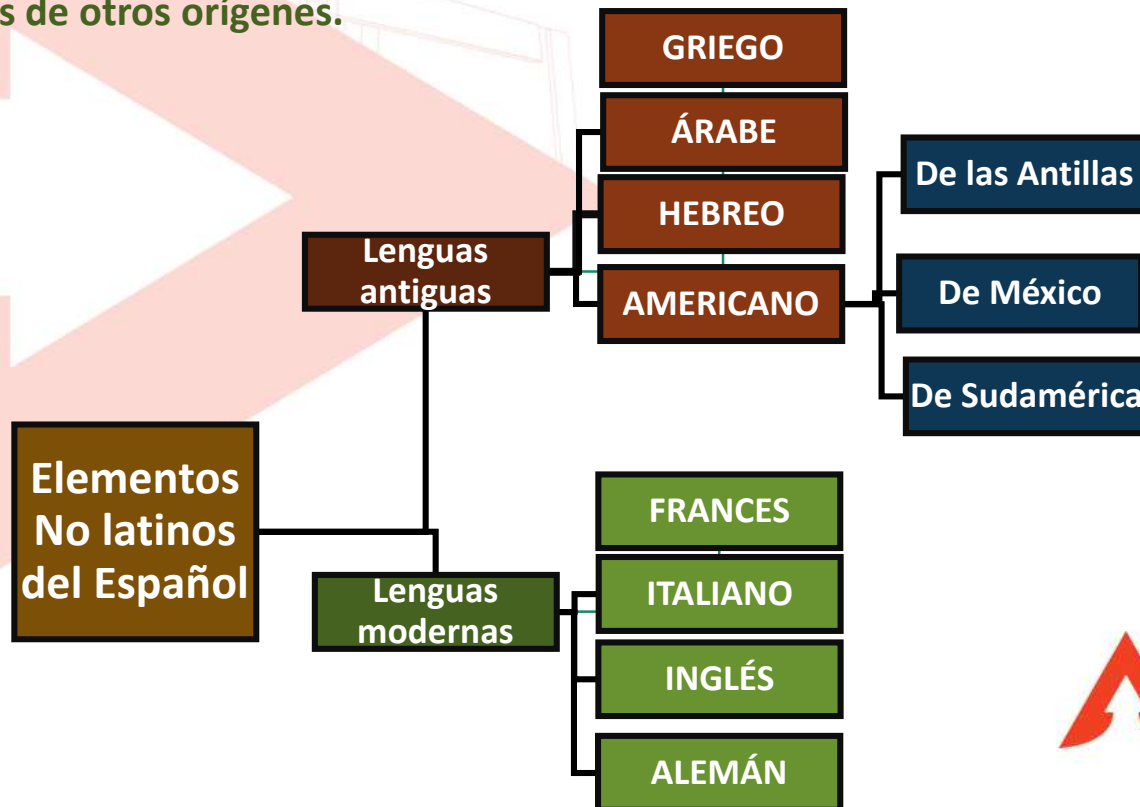 s de otros orígenes.
GRIEGO
ÁRABE
HEBREO
AMERICANO
De las Antillas
De México
De Sudamérica
Lenguas
antiguas
Elementos
No latinos
del Español
Lenguas
modernas
FRANCES
ITALIANO
INGLÉS
ALEMÁN